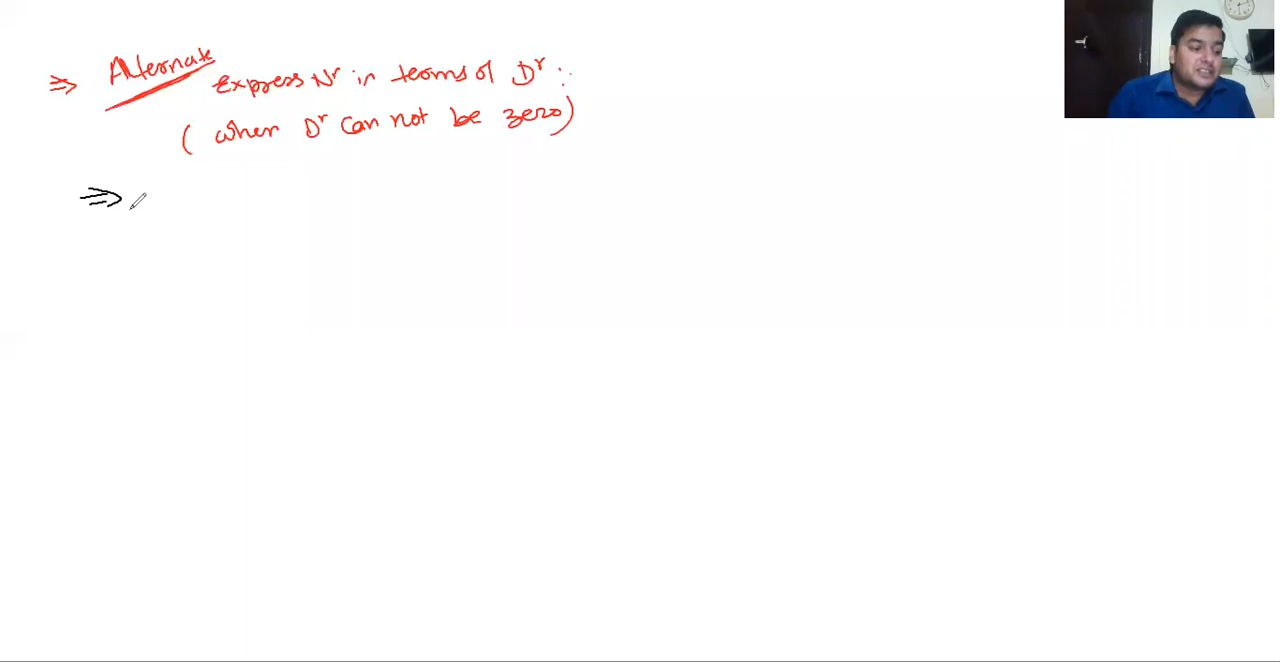 ⇒ Alternate Express Nʳ in terms of Dʳ :
( when Dʳ can not be zero)
⇒